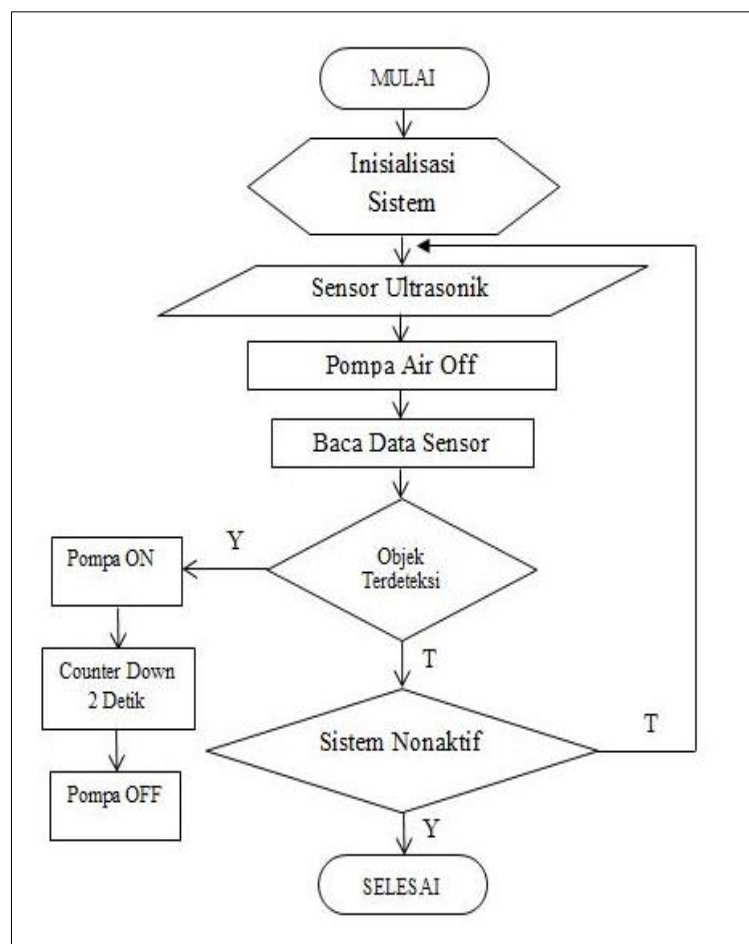 MULAI
Inisialisasi
Sistem
Sensor Ultrasonik
Pompa Air Off
Baca Data Sensor
Objek
Terdeteksi
Y
Pompa ON
Counter Down
2 Detik
Pompa OFF
T
Sistem Nonaktif
T
Y
SELESAI